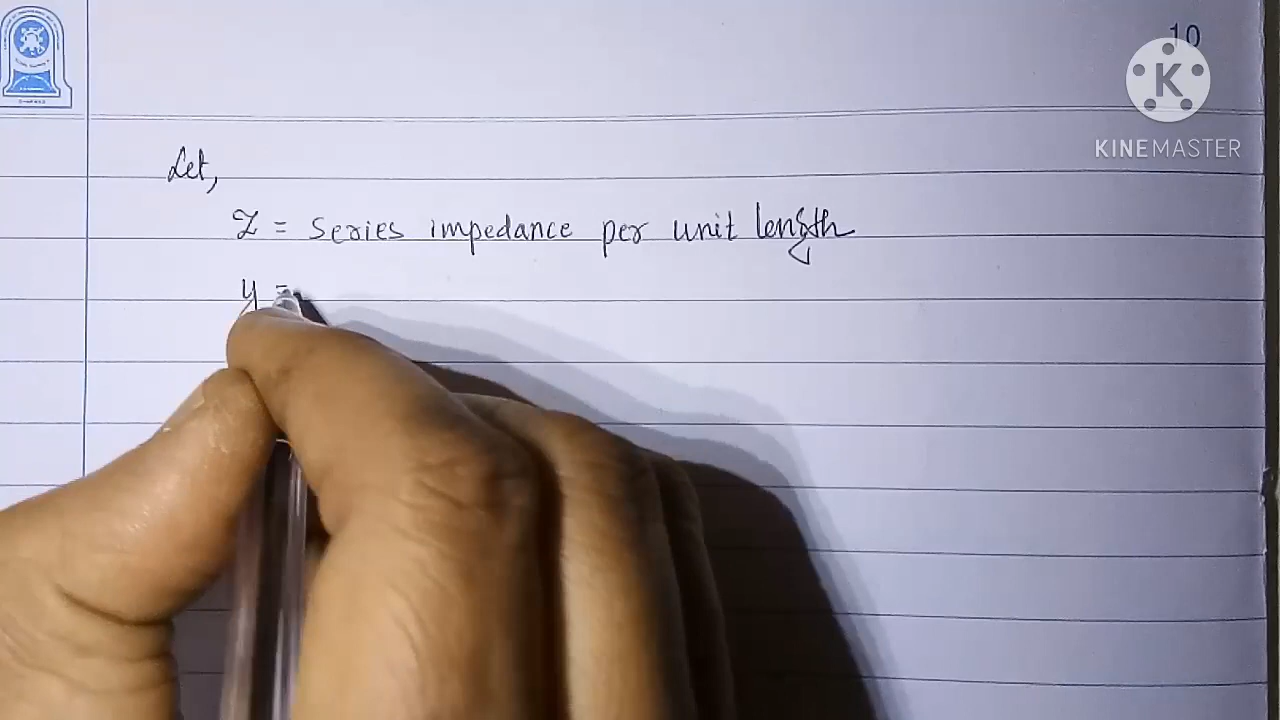 10
K
KINEMASTER
Let,
Z = Series impedance per unit length
y =